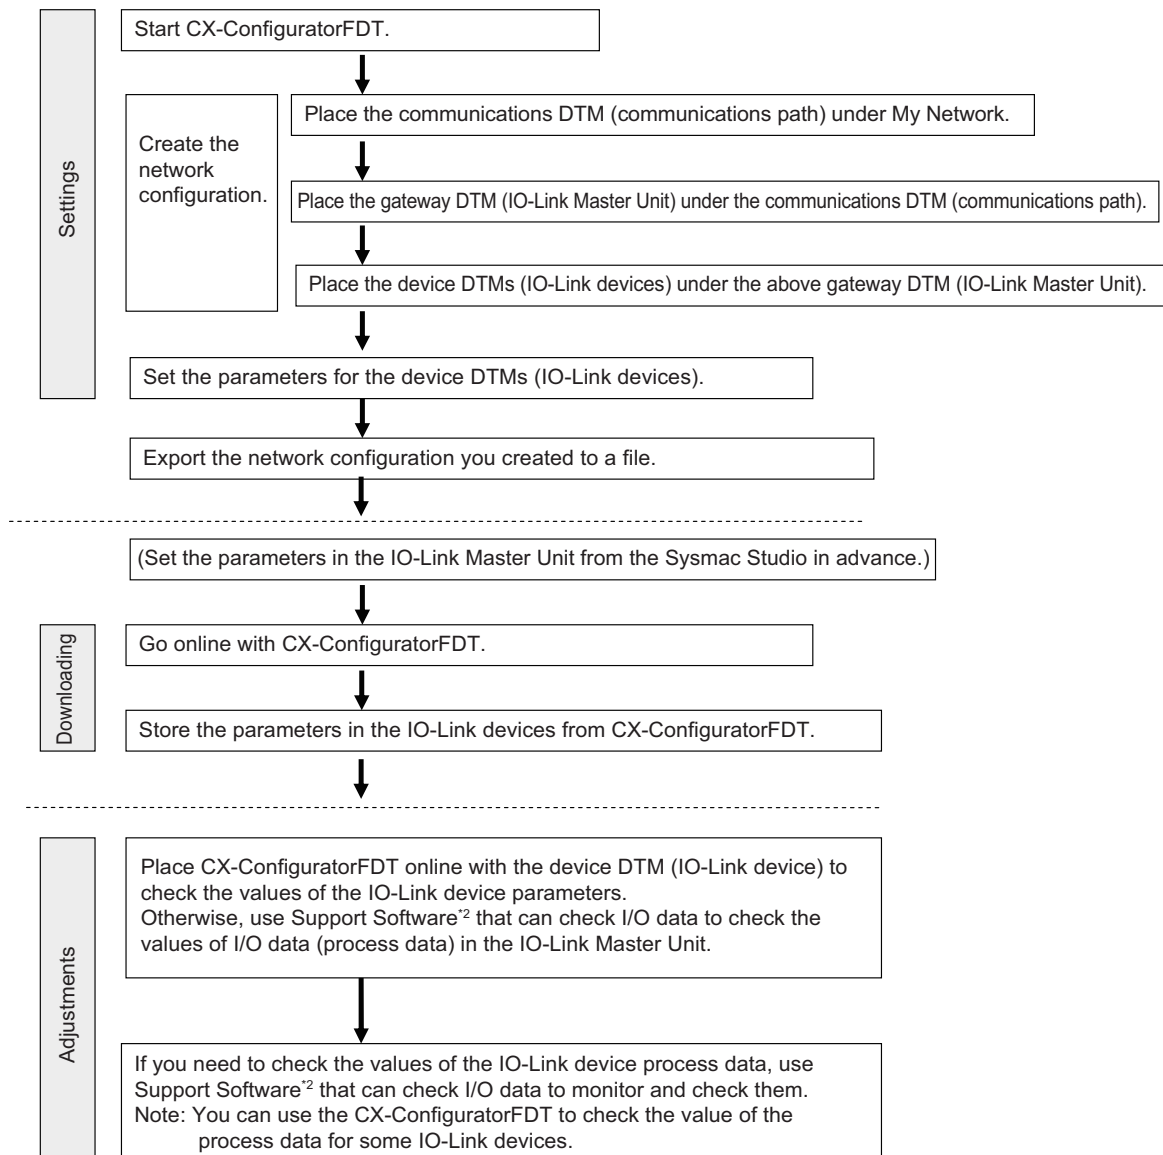 Settings
Start CX-ConfiguratorFDT.
Create the
network
configuration.
Place the communications DTM (communications path) under My Network.
Place the gateway DTM (IO-Link Master Unit) under the communications DTM (communications path).
Place the device DTMs (IO-Link devices) under the above gateway DTM (IO-Link Master Unit).
Set the parameters for the device DTMs (IO-Link devices).
Export the network configuration you created to a file.
(Set the parameters in the IO-Link Master Unit from the Sysmac Studio in advance.)
Downloading
Go online with CX-ConfiguratorFDT.
Store the parameters in the IO-Link devices from CX-ConfiguratorFDT.
Adjustments
Place CX-ConfiguratorFDT online with the device DTM (IO-Link device) to
check the values of the IO-Link device parameters.
Otherwise, use Support Software*2 that can check I/O data to check the
values of I/O data (process data) in the IO-Link Master Unit.
If you need to check the values of the IO-Link device process data, use
Support Software*2 that can check I/O data to monitor and check them.
Note: You can use the CX-ConfiguratorFDT to check the value of the
process data for some IO-Link devices.